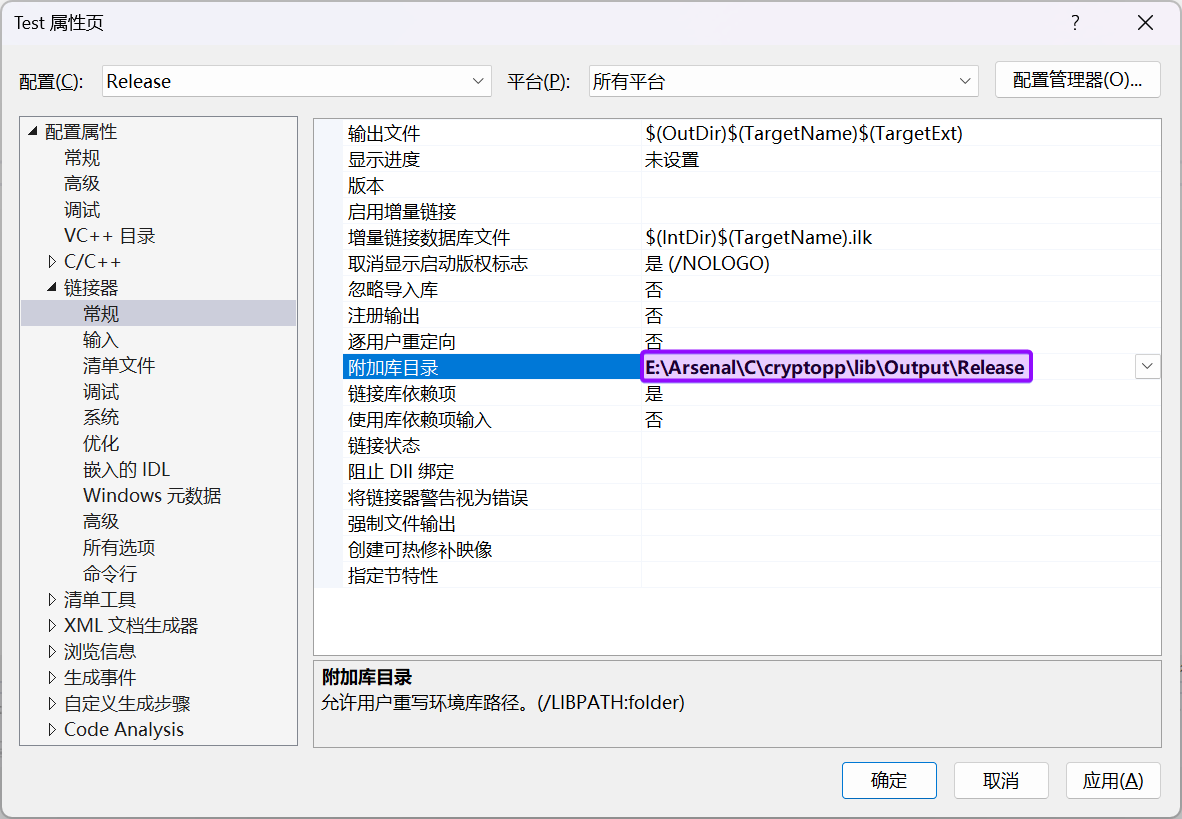 Test 属性页
配置(C): Release 平台(P): 所有平台 配置管理器(O)...
配置属性
常规
高级
调试
VC++ 目录
C/C++
链接器
常规
输入
清单文件
调试
系统
优化
嵌入的 IDL
Windows 元数据
高级
所有选项
命令行
清单工具
XML 文档生成器
浏览信息
生成事件
自定义生成步骤
Code Analysis
输出文件 $(OutDir)$(TargetName)$(TargetExt)
显示进度 未设置
版本
启用增量链接
增量链接数据库文件 $(IntDir)$(TargetName).ilk
取消显示启动版权标志 是 (/NOLOGO)
忽略导入库 否
注册输出 否
逐用户重定向 否
附加库目录 E:\Arsenal\C\cryptopp\lib\Output\Release
链接库依赖项 是
使用库依赖项输入 否
链接状态
阻止 Dll 绑定
将链接器警告视为错误
强制文件输出
创建可热修补映像
指定节特性
附加库目录
允许用户重写环境库路径。(/LIBPATH:folder)
确定 取消 应用(A)